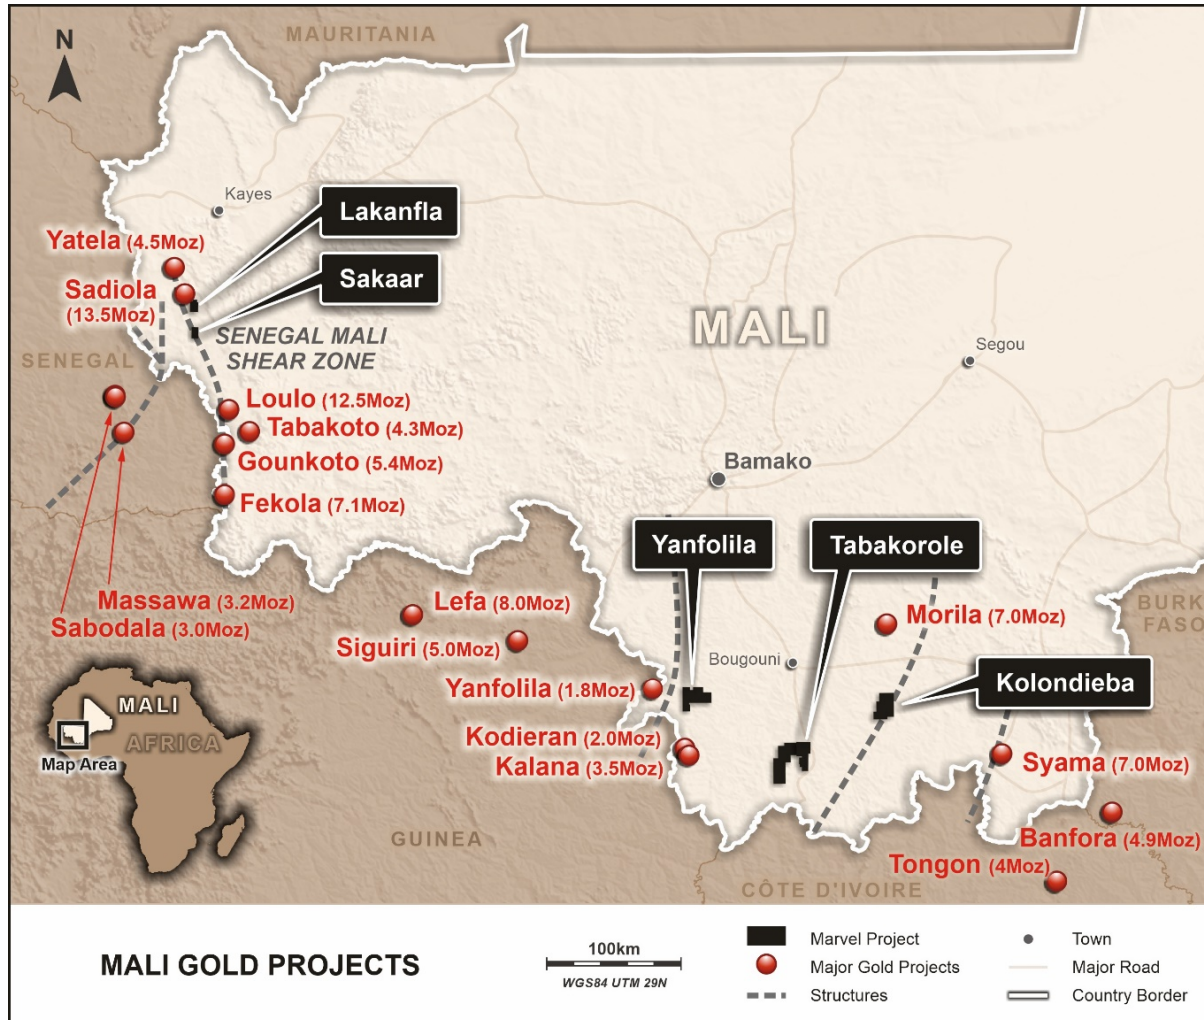 MAURITANIA
N
Kayes
Lakanfla
Yatela (4.5Moz)
Sakaar
Sadiola
(13.5Moz)
SENEGAL MALI
SHEAR ZONE
MALI
SENEGAL
Segou
Loulo (12.5Moz)
Tabakoto (4.3Moz)
Gounkoto (5.4Moz)
Bamako
Fekola (7.1Moz)
Yanfolila
Tabakorole
Massawa (3.2Moz)
Sabodala (3.0Moz)
Lefa (8.0Moz)
Siguiri (5.0Moz)
Morila (7.0Moz)
BURK
FASO
Bougouni
Yanfolila (1.8Moz)
Kolondieba
Kodieran (2.0Moz)
Kalana (3.5Moz)
Syama (7.0Moz)
MALI
AFRICA
Map Area
GUINEA
Banfora (4.9Moz)
Tongon (4Moz)
CÔTE D'IVOIRE
MALI GOLD PROJECTS
100km
WGS84 UTM 29N
Marvel Project
Major Gold Projects
Structures
Town
Major Road
Country Border